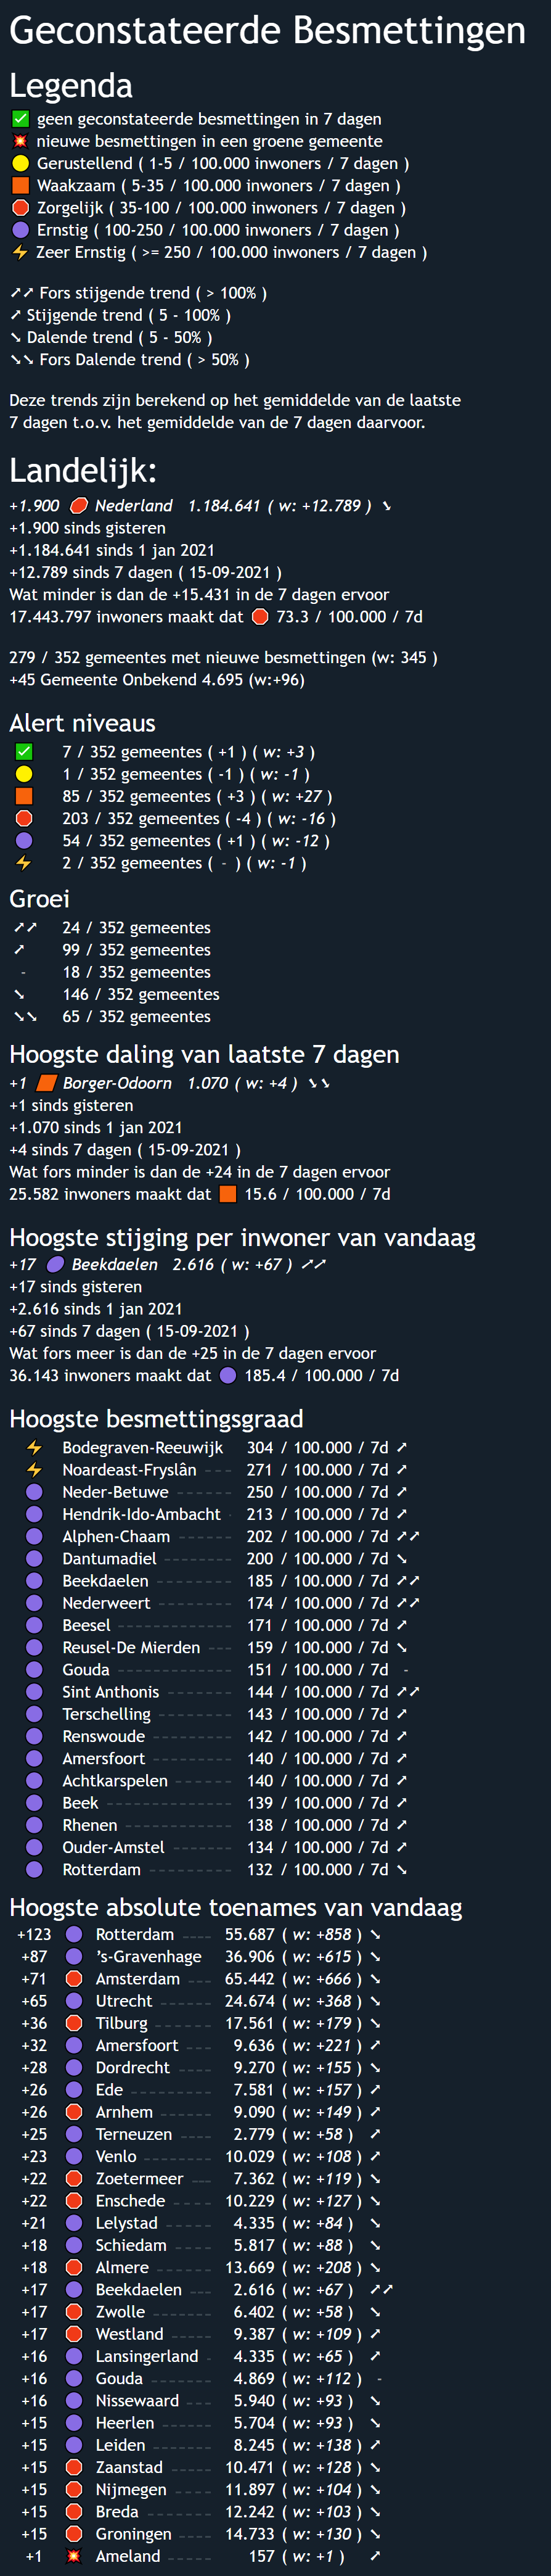 Geconstateerde Besmettingen
Legenda
✅ geen geconstateerde besmettingen in 7 dagen
💥 nieuwe besmettingen in een groene gemeente
🟡 Gerustellend ( 1-5 / 100.000 inwoners / 7 dagen )
🟧 Waakzaam ( 5-35 / 100.000 inwoners / 7 dagen )
🛑 Zorgelijk ( 35-100 / 100.000 inwoners / 7 dagen )
🟣 Ernstig ( 100-250 / 100.000 inwoners / 7 dagen )
⚡ Zeer Ernstig ( >= 250 / 100.000 inwoners / 7 dagen )
➚➚ Fors stijgende trend ( > 100% )
➚ Stijgende trend ( 5 - 100% )
➘ Dalende trend ( 5 - 50% )
➘➘ Fors Dalende trend ( > 50% )
Deze trends zijn berekend op het gemiddelde van de laatste
7 dagen t.o.v. het gemiddelde van de 7 dagen daarvoor.
Landelijk:
+1.900 🛑 Nederland 1.184.641 ( w: +12.789 ) ➘
+1.900 sinds gisteren
+1.184.641 sinds 1 jan 2021
+12.789 sinds 7 dagen ( 15-09-2021 )
Wat minder is dan de +15.431 in de 7 dagen ervoor
17.443.797 inwoners maakt dat 🛑 73.3 / 100.000 / 7d
279 / 352 gemeentes met nieuwe besmettingen (w: 345 )
+45 Gemeente Onbekend 4.695 (w:+96)
Alert niveaus
✅ 7 / 352 gemeentes ( +1 ) ( w: +3 )
🟡 1 / 352 gemeentes ( -1 ) ( w: -1 )
🟧 85 / 352 gemeentes ( +3 ) ( w: +27 )
🛑 203 / 352 gemeentes ( -4 ) ( w: -16 )
🟣 54 / 352 gemeentes ( +1 ) ( w: -12 )
⚡ 2 / 352 gemeentes ( - ) ( w: -1 )
Groei
➚➚ 24 / 352 gemeentes
➚ 99 / 352 gemeentes
- 18 / 352 gemeentes
➘ 146 / 352 gemeentes
➘➘ 65 / 352 gemeentes
Hoogste daling van laatste 7 dagen
+1 🟧 Borger-Odoorn 1.070 ( w: +4 ) ➘➘
+1 sinds gisteren
+1.070 sinds 1 jan 2021
+4 sinds 7 dagen ( 15-09-2021 )
Wat fors minder is dan de +24 in de 7 dagen ervoor
25.582 inwoners maakt dat 🟧 15.6 / 100.000 / 7d
Hoogste stijging per inwoner van vandaag
+17 🟣 Beekdaelen 2.616 ( w: +67 ) ➚➚
+17 sinds gisteren
+2.616 sinds 1 jan 2021
+67 sinds 7 dagen ( 15-09-2021 )
Wat fors meer is dan de +25 in de 7 dagen ervoor
36.143 inwoners maakt dat 🟣 185.4 / 100.000 / 7d
Hoogste besmettingsgraad
⚡ Bodegraven-Reeuwijk 304 / 100.000 / 7d ➚
⚡ Noardeast-Fryslân --- 271 / 100.000 / 7d ➚
🟣 Neder-Betuwe ------- 250 / 100.000 / 7d ➚
🟣 Hendrik-Ido-Ambacht - 213 / 100.000 / 7d ➚
🟣 Alphen-Chaam ------- 202 / 100.000 / 7d ➚➚
🟣 Dantumadiel -------- 200 / 100.000 / 7d ➘
🟣 Beekdaelen --------- 185 / 100.000 / 7d ➚➚
🟣 Nederweert --------- 174 / 100.000 / 7d ➚➚
🟣 Beesel ------------- 171 / 100.000 / 7d ➚
🟣 Reusel-De Mierden --- 159 / 100.000 / 7d ➘
🟣 Gouda ------------- 151 / 100.000 / 7d -
🟣 Sint Anthonis -------- 144 / 100.000 / 7d ➚➚
🟣 Terschelling --------- 143 / 100.000 / 7d ➚
🟣 Renswoude --------- 142 / 100.000 / 7d ➚
🟣 Amersfoort --------- 140 / 100.000 / 7d ➚
🟣 Achtkarspelen ------- 140 / 100.000 / 7d ➚
🟣 Beek -------------- 139 / 100.000 / 7d ➚
🟣 Rhenen ------------ 138 / 100.000 / 7d ➚
🟣 Ouder-Amstel ------- 134 / 100.000 / 7d ➚
🟣 Rotterdam --------- 132 / 100.000 / 7d ➘
Hoogste absolute toenames van vandaag
+123 🟣 Rotterdam ---- 55.687 ( w: +858 ) ➘
+87 🟣 's-Gravenhage 36.906 ( w: +615 ) ➘
+71 🛑 Amsterdam --- 65.442 ( w: +666 ) ➘
+65 🟣 Utrecht ------ 24.674 ( w: +368 ) ➘
+36 🛑 Tilburg ------- 17.561 ( w: +179 ) ➘
+32 🟣 Amersfoort ---- 9.636 ( w: +221 ) ➚
+28 🟣 Dordrecht ----- 9.270 ( w: +155 ) ➘
+26 🟣 Ede ---------- 7.581 ( w: +157 ) ➚
+26 🛑 Arnhem ------- 9.090 ( w: +149 ) ➚
+25 🟣 Terneuzen ----- 2.779 ( w: +58 ) ➚
+23 🟣 Venlo -------- 10.029 ( w: +108 ) ➚
+22 🛑 Zoetermeer --- 7.362 ( w: +119 ) ➘
+22 🛑 Enschede ----- 10.229 ( w: +127 ) ➘
+21 🟣 Lelystad ------ 4.335 ( w: +84 ) ➘
+18 🟣 Schiedam ----- 5.817 ( w: +88 ) ➘
+18 🛑 Almere ------- 13.669 ( w: +208 ) ➘
+17 🟣 Beekdaelen --- 2.616 ( w: +67 ) ➚➚
+17 🛑 Zwolle ------- 6.402 ( w: +58 ) ➘
+17 🛑 Westland ----- 9.387 ( w: +109 ) ➚
+16 🟣 Lansingerland - 4.335 ( w: +65 ) ➚
+16 🟣 Gouda ------- 4.869 ( w: +112 ) -
+16 🟣 Nissewaard --- 5.940 ( w: +93 ) ➘
+15 🟣 Heerlen ------ 5.704 ( w: +93 ) ➘
+15 🟣 Leiden ------- 8.245 ( w: +138 ) ➚
+15 🛑 Zaanstad ----- 10.471 ( w: +128 ) ➘
+15 🛑 Nijmegen ----- 11.897 ( w: +104 ) ➘
+15 🛑 Breda -------- 12.242 ( w: +103 ) ➘
+15 🛑 Groningen ---- 14.733 ( w: +130 ) ➘
+1 💥 Ameland ------ 157 ( w: +1 ) ➚